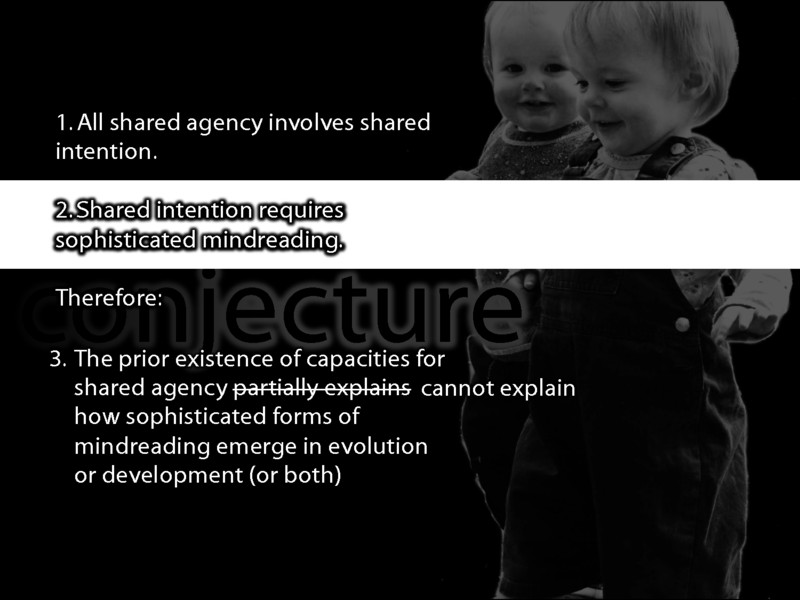 1. All shared agency involves shared
intention.
2. Shared intention requires
sophisticated mindreading.
conjecture
Therefore:
3. The prior existence of capacities for
shared agency partially explains cannot explain
how sophisticated forms of
mindreading emerge in evolution
or development (or both)